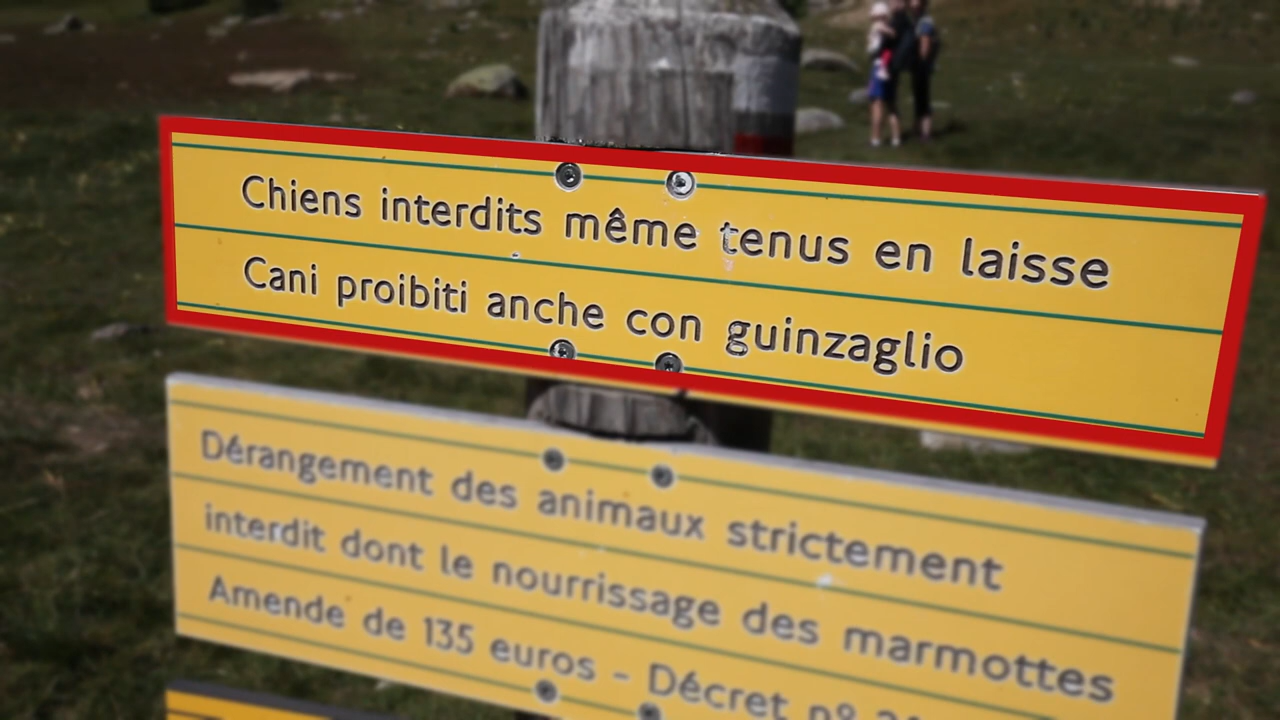 Chiens interdits même tenus en laisse
Cani proibiti anche con guinzaglio
Dérangement des animaux strictement
interdit dont le nourrissage des marmottes
Amende de 135 euros - Décret nº